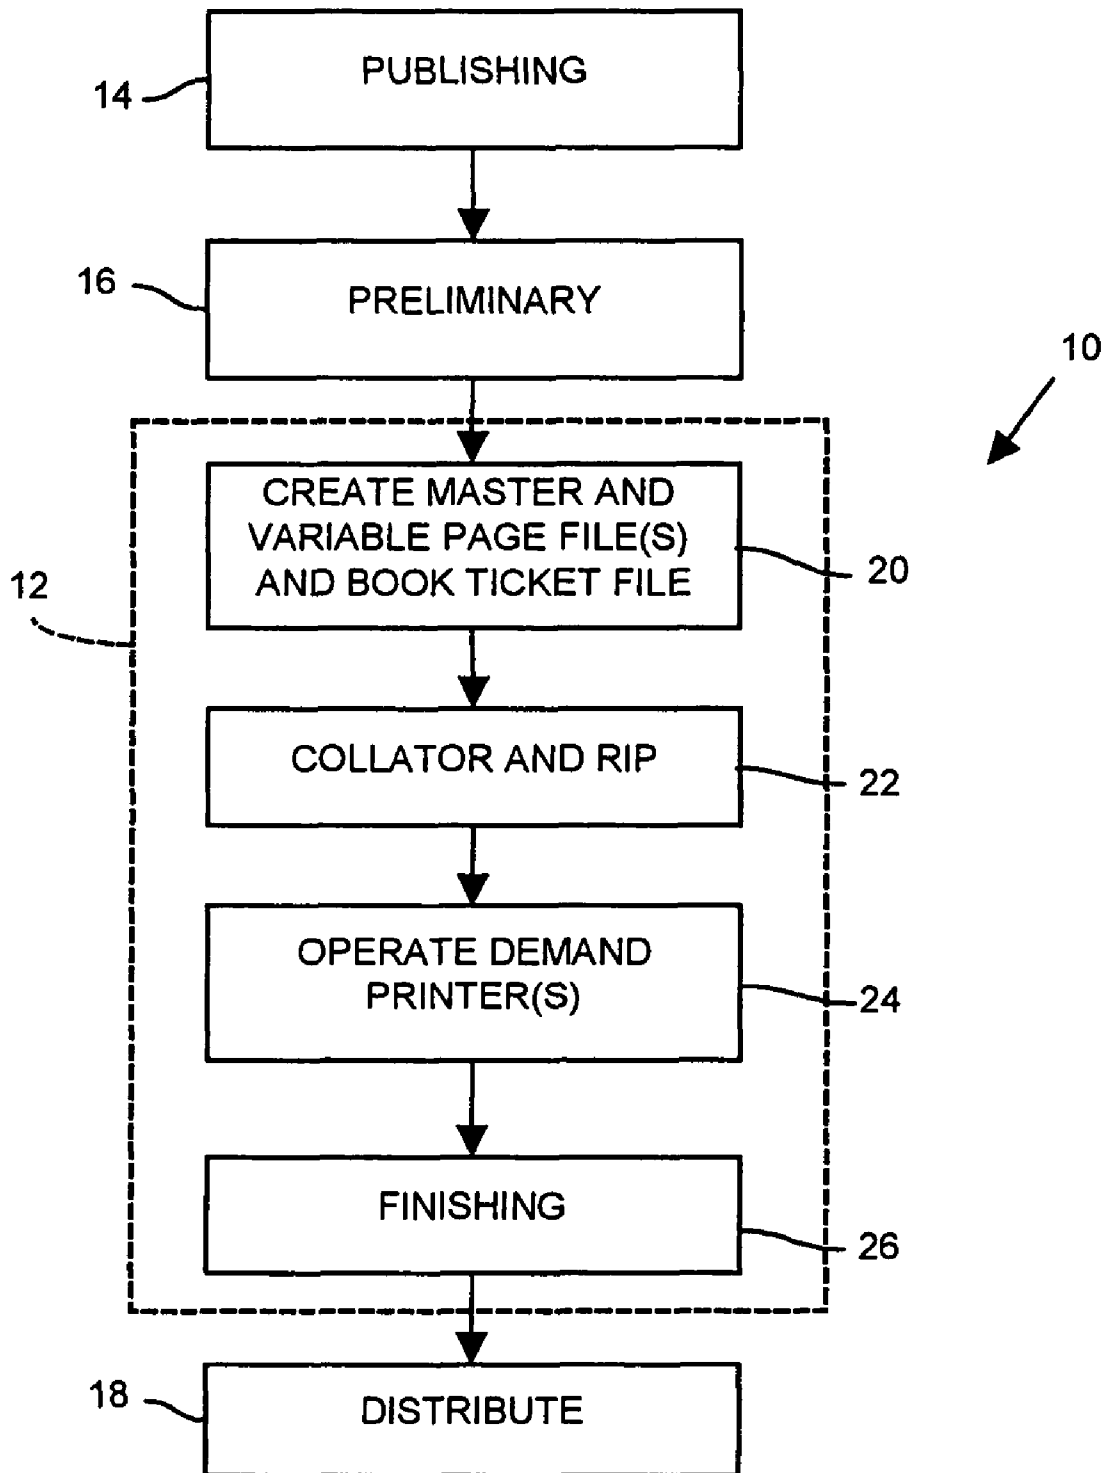 PUBLISHING
14
16
PRELIMINARY
10
CREATE MASTER AND
VARIABLE PAGE FILE(S)
AND BOOK TICKET FILE
20
12
COLLATOR AND RIP
22
OPERATE DEMAND
PRINTER(S)
24
FINISHING
26
18
DISTRIBUTE